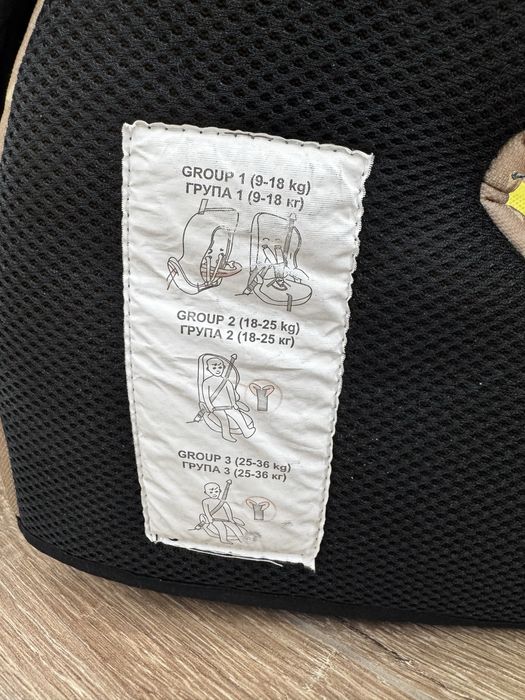 GROUP 1 (9-18 kg)
ГРУПА 1 (9-18 кг)
GROUP 2 (18-25 kg)
ГРУПА 2 (18-25 кг)
GROUP 3 (25-36 kg)
ГРУПА 3 (25-36 кг)